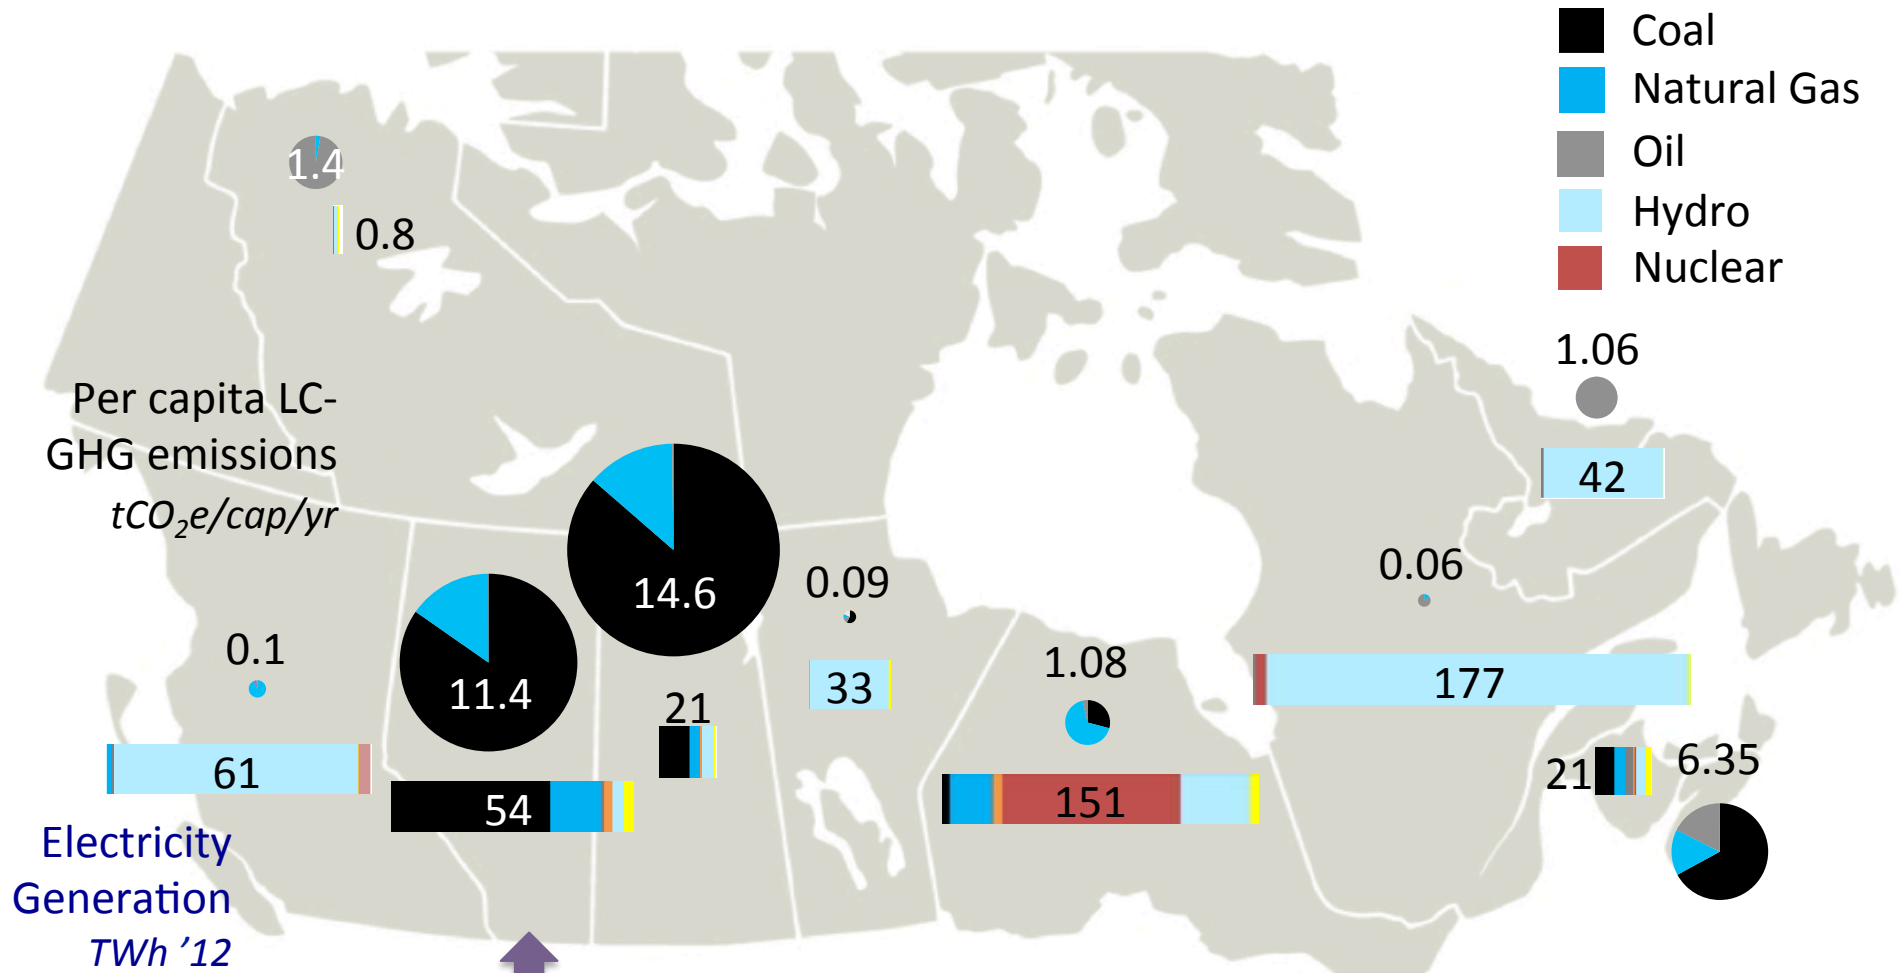 Coal
Natural Gas
Oil
Hydro
Nuclear
1.4
0.8
1.06
42
Per capita LC-
GHG emissions
tCO₂e/cap/yr
14.6
0.09
0.06
11.4
0.1
33
1.08
177
21
61
54
151
21
6.35
Electricity
Generation
TWh ’12